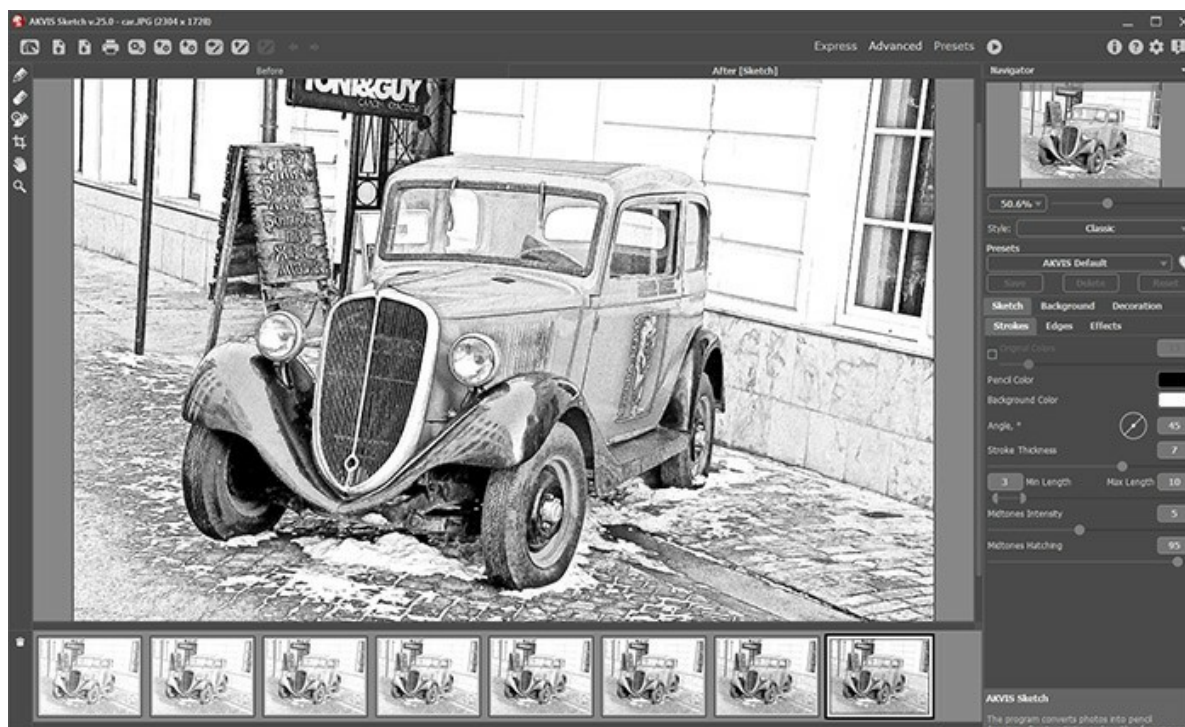 AKVIS Sketch v.25.0 - car.JPG (2304 x 1728)
Express Advanced Presets
Before
After [Sketch]
Navigator
TONI&GUY
50.6%
Style: Classic
Presets
AKVIS Default
Save Delete Reset
Sketch Background Decoration
Strokes Edges Effects
Original Colors
Pencil Color
Background Color
Angle, ° 45
Stroke Thickness 7
3 Min Length Max Length 10
Midtones Intensity 5
Midtones Hatching 95
AKVIS Sketch
The program converts photos into pencil